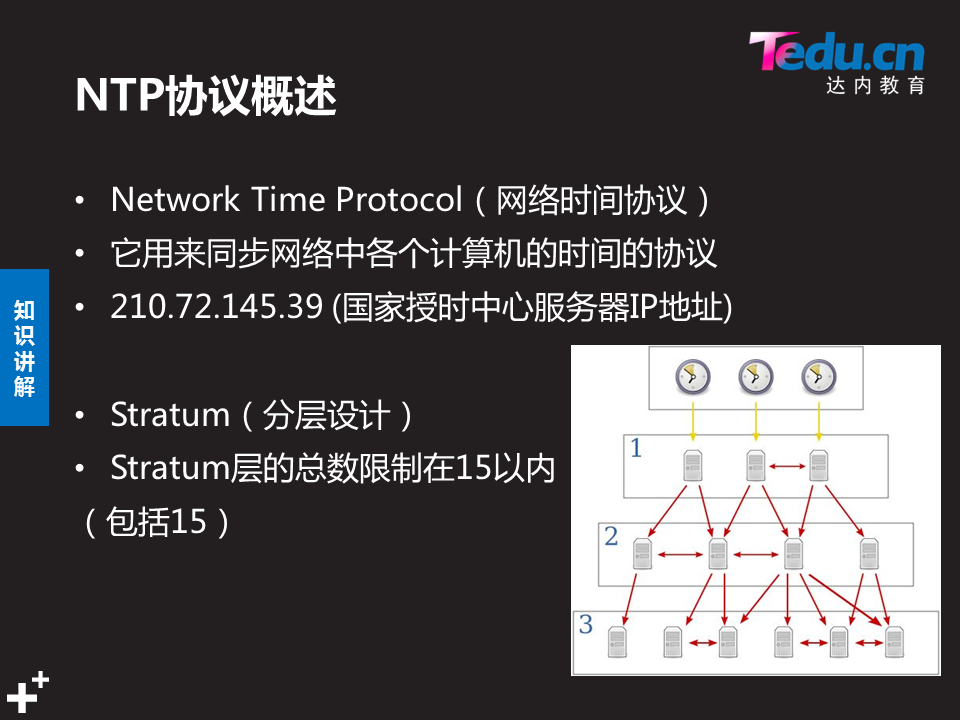 Tedu.cn
达内教育
NTP协议概述
• Network Time Protocol（网络时间协议）
• 它用来同步网络中各个计算机的时间的协议
• 210.72.145.39 (国家授时中心服务器IP地址)
知识讲解
• Stratum（分层设计）
• Stratum层的总数限制在15以内
（包括15）
1
2
3